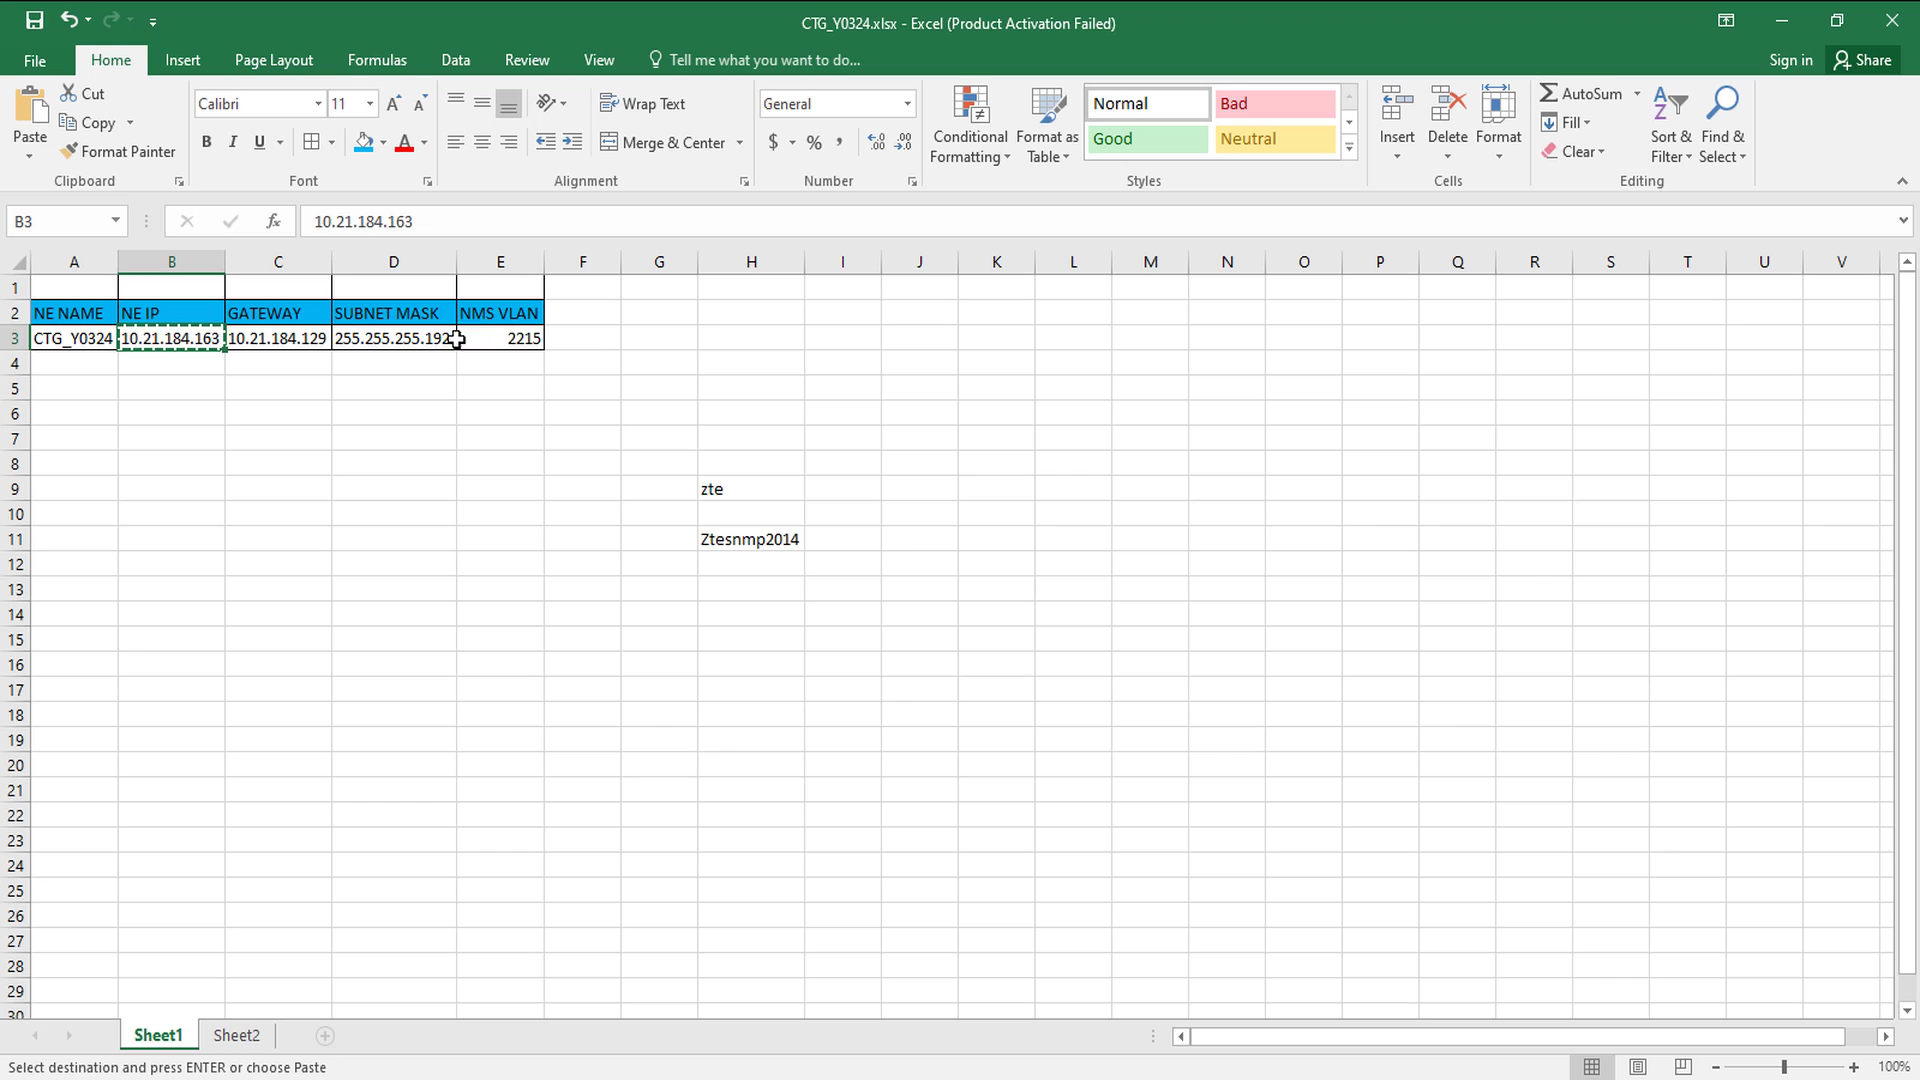 CTG_Y0324.xlsx - Excel (Product Activation Failed)
File Home Insert Page Layout Formulas Data Review View Tell me what you want to do... Sign in Share
Paste Cut Copy Format Painter Clipboard
Calibri 11 B I U A Font
Wrap Text Merge & Center Alignment
General $ % , Number
Conditional Formatting Format as Table Normal Bad Good Neutral Styles
Insert Delete Format Cells
AutoSum Fill Clear Sort & Filter Find & Select Editing
B3 fx 10.21.184.163
A B C D E F G H I J K L M N O P Q R S T U V
1
2 NE NAME NE IP GATEWAY SUBNET MASK NMS VLAN
3 CTG_Y0324 10.21.184.163 10.21.184.129 255.255.255.192 2215
4
5
6
7
8
9 zte
10
11 Ztesnmp2014
12
13
14
15
16
17
18
19
20
21
22
23
24
25
26
27
28
29
30
Sheet1 Sheet2
Select destination and press ENTER or choose Paste 100%